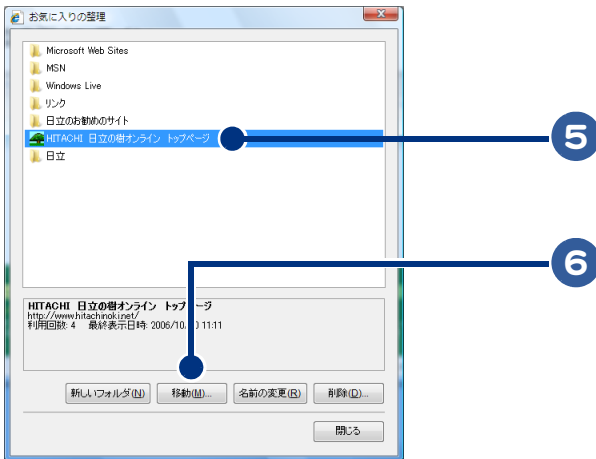 お気に入りの整理
Microsoft Web Sites
MSN
Windows Live
リンク
日立のお勧めのサイト
HITACHI 日立の樹オンライン トップページ
日立
5
6
HITACHI 日立の樹オンライン トップ ージ
http://www.hitachinoki.net/
利用回数: 4 最終表示日時: 2006/10/ 0 11:11
新しいフォルダ(N)
移動(M)...
名前の変更(R)
削除(D)...
閉じる